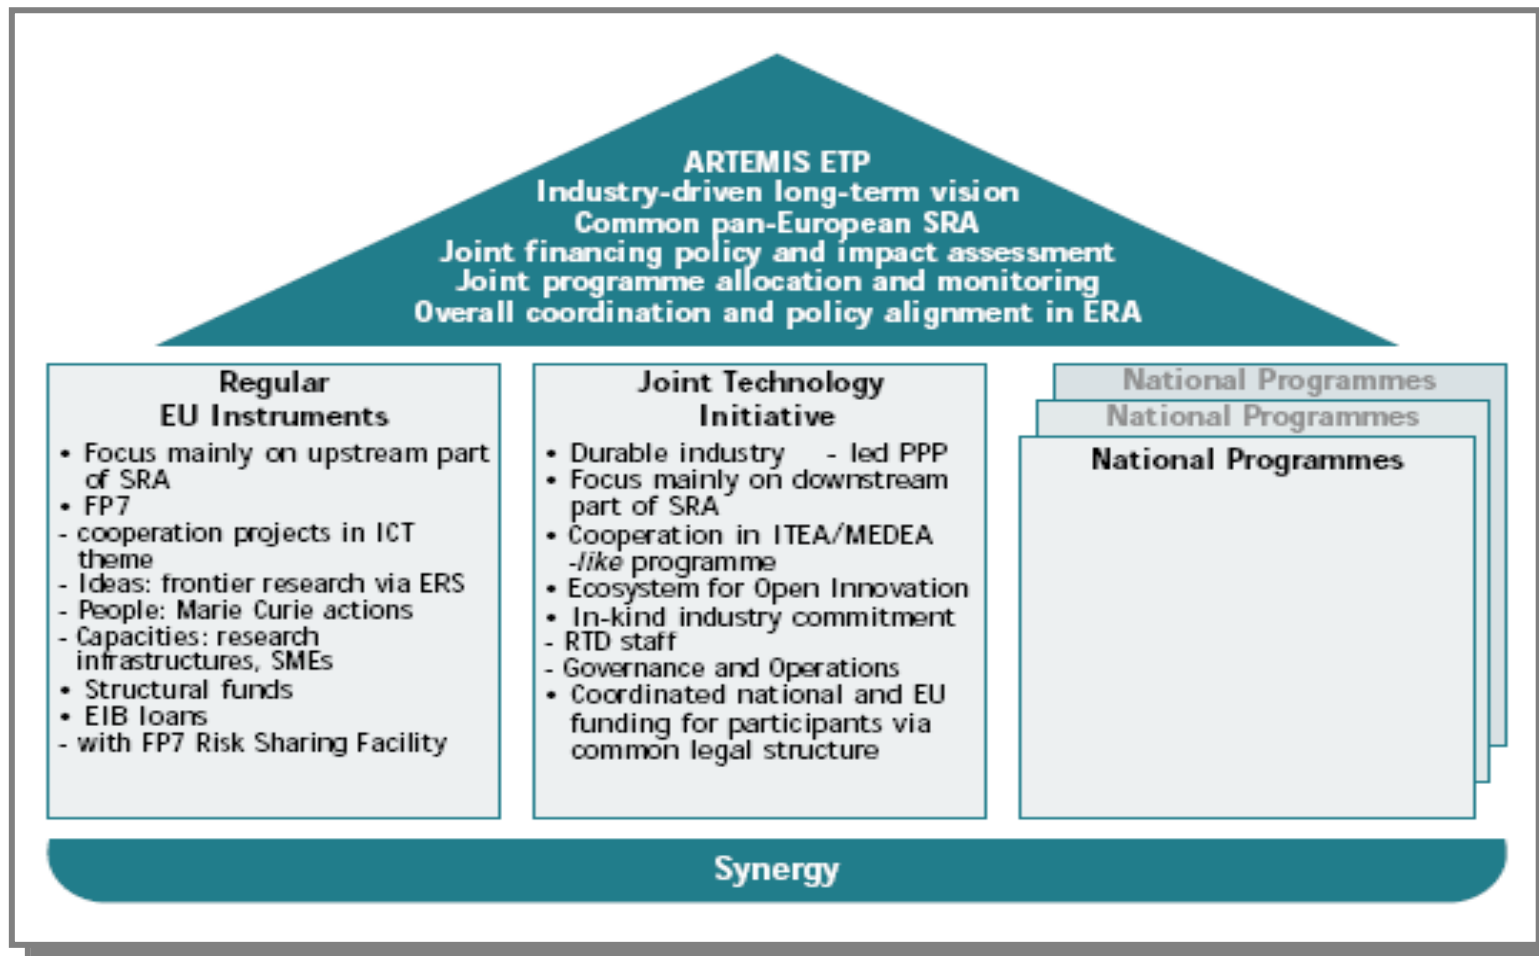 ARTEMIS ETP
Industry-driven long-term vision
Common pan-European SRA
Joint financing policy and impact assessment
Joint programme allocation and monitoring
Overall coordination and policy alignment in ERA
Regular
EU Instruments
• Focus mainly on upstream part
of SRA
• FP7
- cooperation projects in ICT
theme
- Ideas: frontier research via ERS
- People: Marie Curie actions
- Capacities: research
infrastructures, SMEs
• Structural funds
• EIB loans
- with FP7 Risk Sharing Facility
Joint Technology
Initiative
• Durable industry - led PPP
• Focus mainly on downstream
part of SRA
• Cooperation in ITEA/MEDEA
-like programme
• Ecosystem for Open Innovation
• In-kind industry commitment
- RTD staff
- Governance and Operations
• Coordinated national and EU
funding for participants via
common legal structure
National Programmes
National Programmes
National Programmes
Synergy